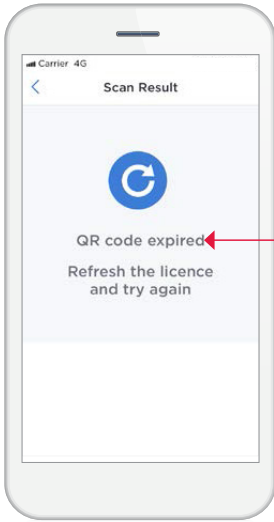 Carrier 4G
Scan Result
QR code expired
Refresh the licence
and try again